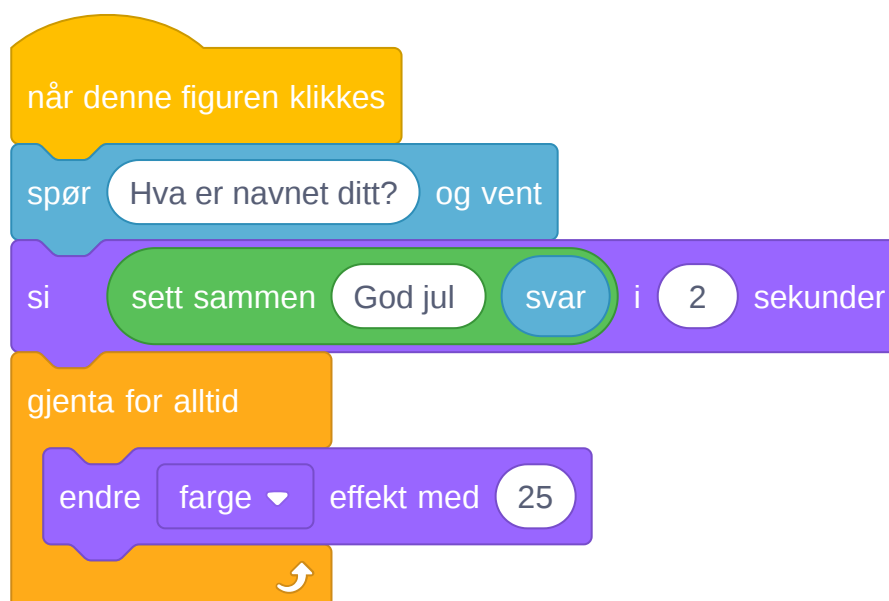 når denne figuren klikkes
spør Hva er navnet ditt? og vent
si sett sammen God jul svar i 2 sekunder
gjenta for alltid
endre farge effekt med 25